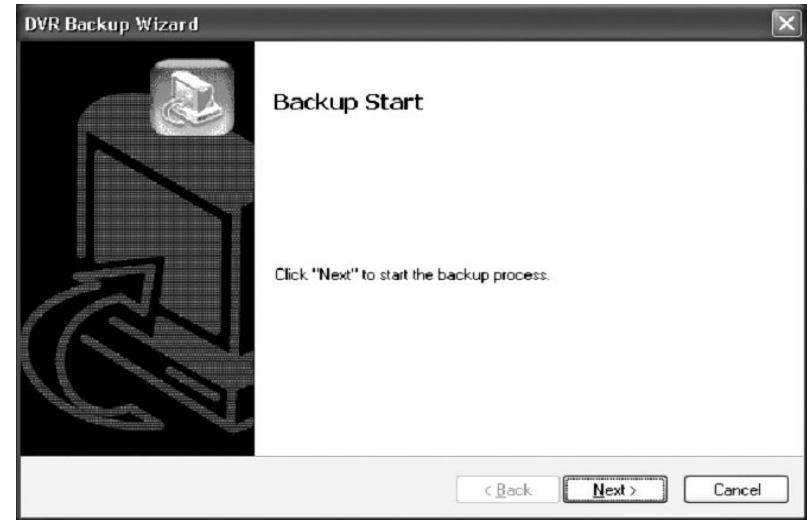 DVR Backup Wizard
Backup Start
Click "Next" to start the backup process.
< Back Next > Cancel